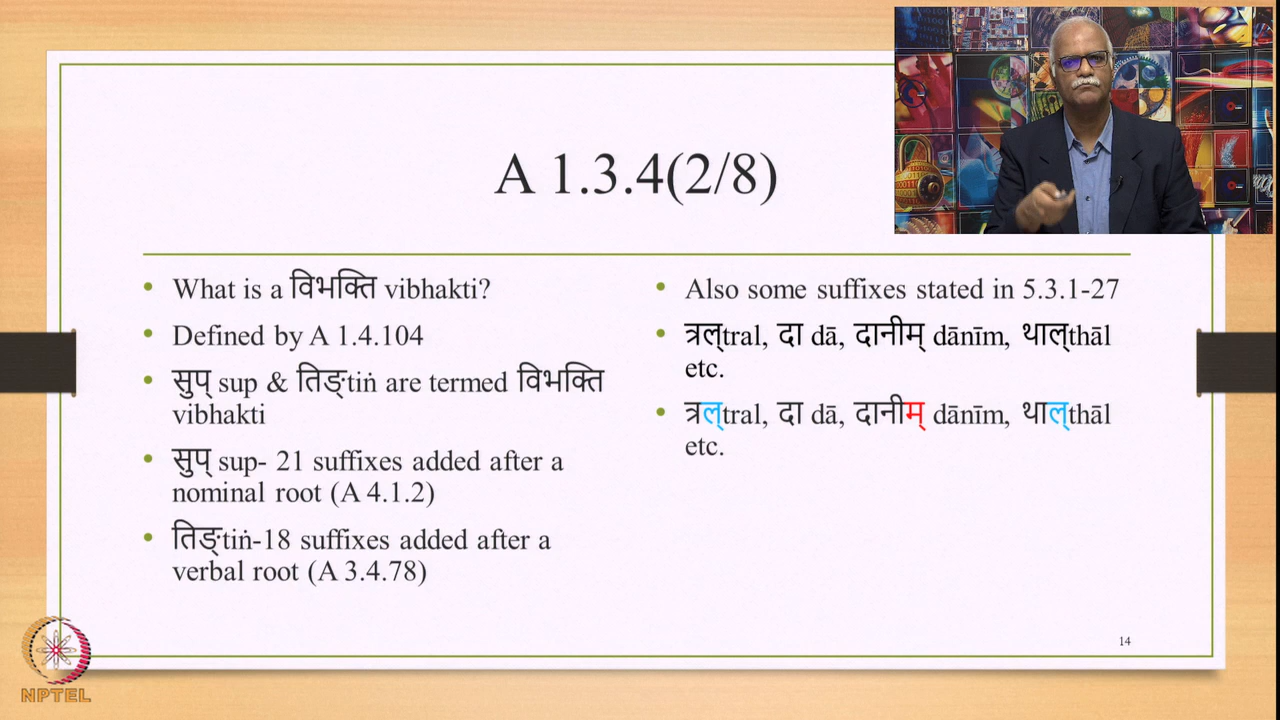 A 1.3.4(2/8)
• What is a विभक्ति vibhakti?
• Defined by A 1.4.104
• सुप् sup & तिङ्tiṅ are termed विभक्ति
vibhakti
• सुप् sup- 21 suffixes added after a
nominal root (A 4.1.2)
• तिङ्tiṅ-18 suffixes added after a
verbal root (A 3.4.78)
• Also some suffixes stated in 5.3.1-27
• त्रल्tral, दा dā, दानीम् dānīm, थाल्thāl
etc.
• त्रल्tral, दा dā, दानीम् dānīm, थाल्thāl
etc.
14
NPTEL